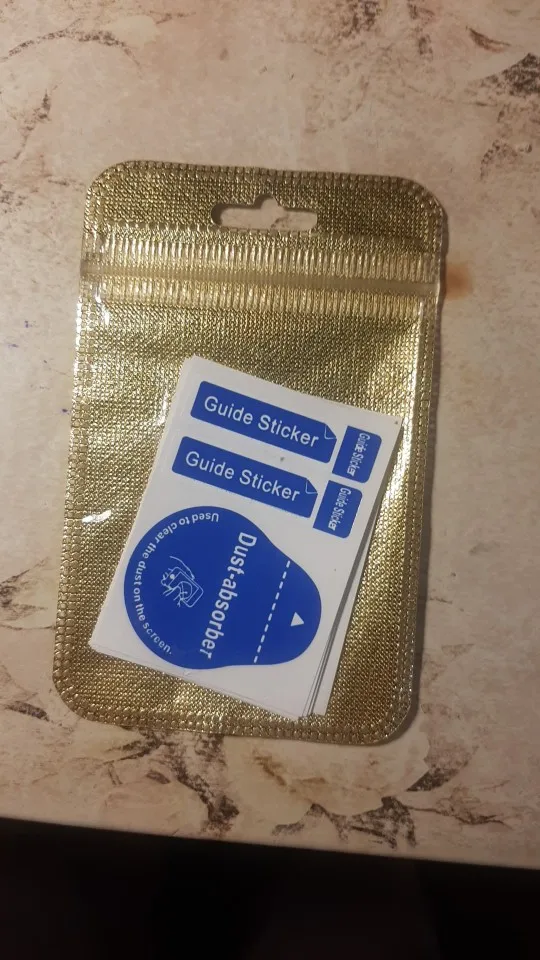 Guide Sticker
Guide Sticker
Guide Sticker
Guide Sticker
Dust-absorber
Used to clear the dust on the screen.